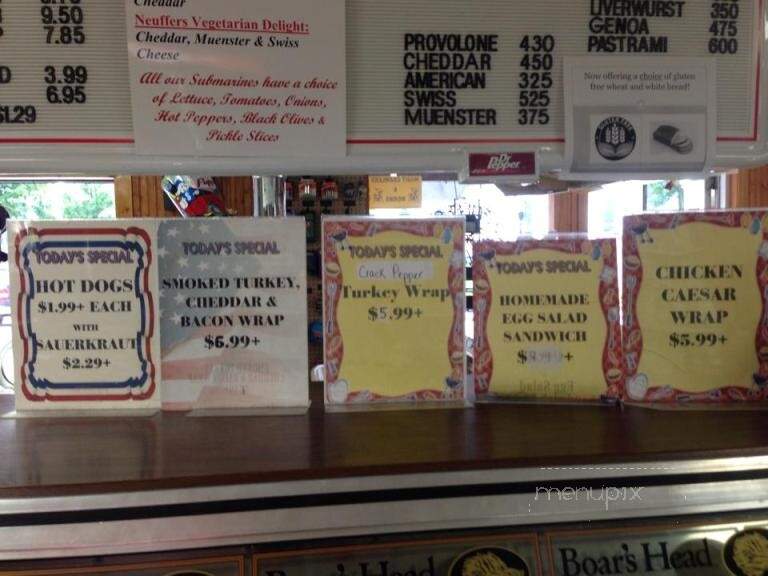 9.50
7.85
D 3.99
6.95
$1.29
Cheddar
Neuffers Vegetarian Delight:
Cheddar, Muenster & Swiss
Cheese
All our Submarines have a choice
of Lettuce, Tomatoes, Onions,
Hot Peppers, Black Olives &
Pickle Slices
PROVOLONE 430
CHEDDAR 450
AMERICAN 325
SWISS 525
MUENSTER 375
LIVERWURST 350
GENOA 475
PASTRAMI 600
Now offering a choice of gluten
free wheat and white bread!
Dr Pepper
TODAY'S SPECIAL
HOT DOGS
$1.99+ EACH
WITH
SAUERKRAUT
$2.29+
TODAY'S SPECIAL
SMOKED TURKEY,
CHEDDAR &
BACON WRAP
$6.99+
TODAY'S SPECIAL
Crack Pepper
Turkey Wrap
$5.99+
TODAY'S SPECIAL
HOMEMADE
EGG SALAD
SANDWICH
TODAY'S SPECIAL
CHICKEN
CAESAR
WRAP
$5.99+
menupix
Boar's Head
Boar's Head